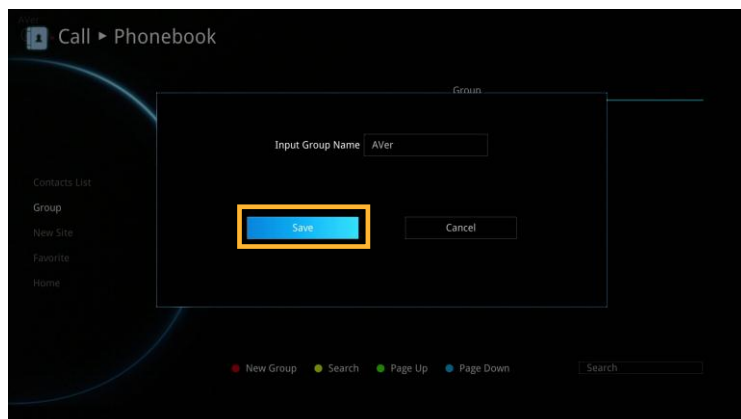 AVer
Call ▸ Phonebook
Group
Input Group Name AVer
Contacts List
Group
Save Cancel
New Site
Favorite
Home
New Group Search Page Up Page Down Search